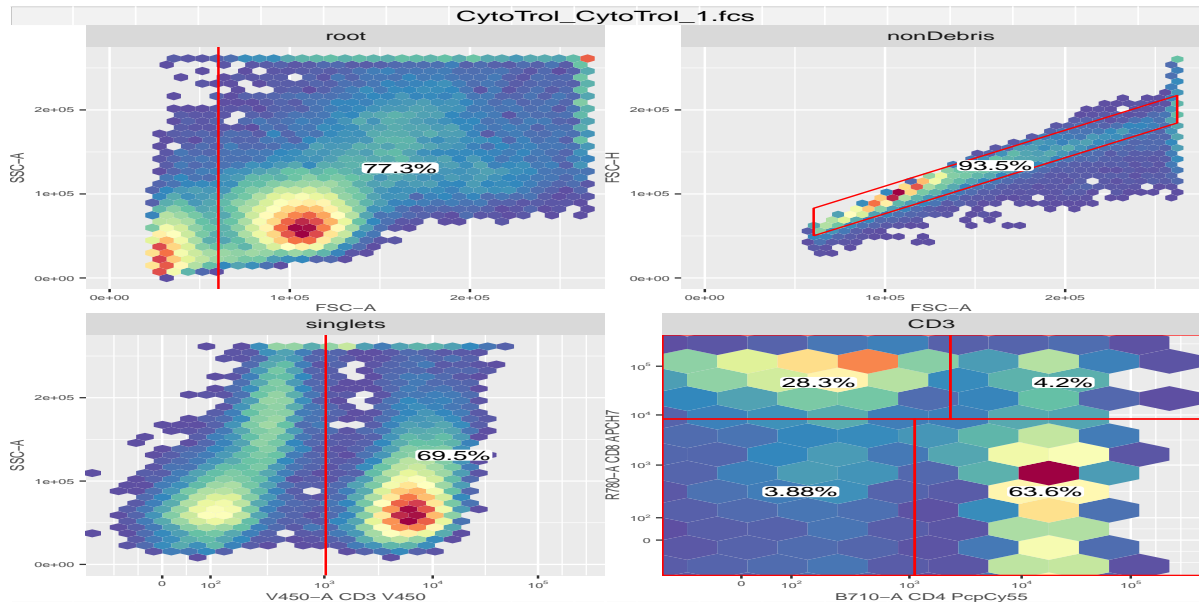 CytoTrol_CytoTrol_1.fcs
root
nonDebris
SSC−A
2e+05
1e+05
0e+00
77.3%
0e+00
1e+05
2e+05
FSC−A
FSC−H
2e+05
1e+05
0e+00
93.5%
0e+00
1e+05
2e+05
FSC−A
singlets
CD3
SSC−A
2e+05
1e+05
0e+00
69.5%
0
10²
10³
10⁴
10⁵
V450−A CD3 V450
R780−A CD8 APCH7
10⁵
10⁴
10³
10²
0
28.3%
4.2%
3.88%
63.6%
0
10²
10³
10⁴
10⁵
B710−A CD4 PcpCy55